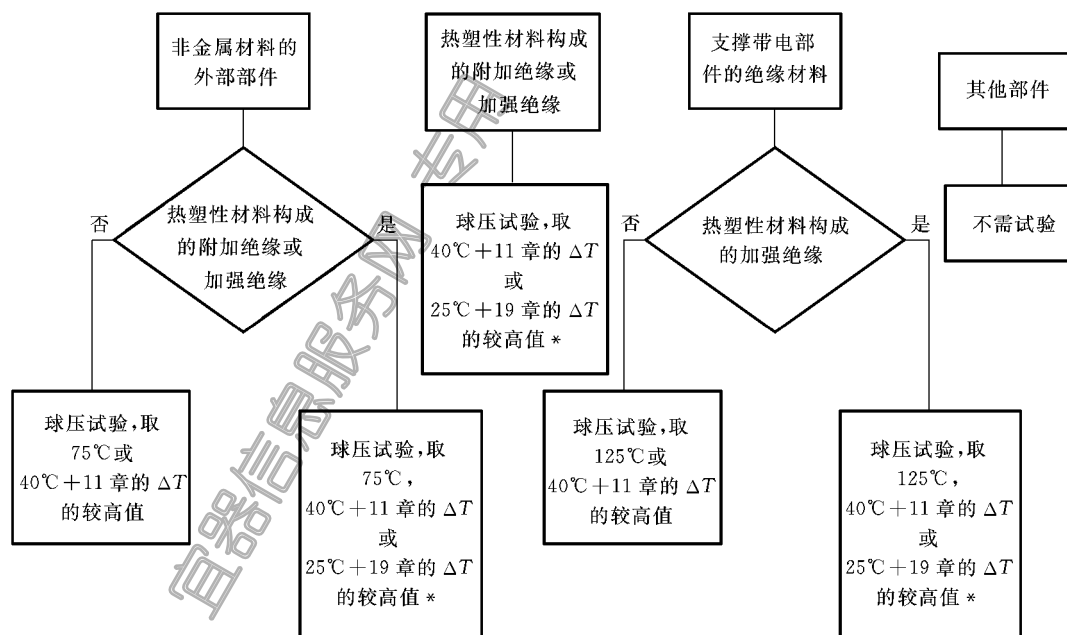 非金属材料的
外部部件
热塑性材料构成
的附加绝缘或
加强绝缘
否
是
球压试验,取
75℃或
40℃+11 章的 ΔT
的较高值
球压试验,取
75℃,
40℃+11 章的 ΔT
或
25℃+19 章的 ΔT
的较高值*
热塑性材料构成
的附加绝缘或
加强绝缘
球压试验,取
40℃+11 章的 ΔT
或
25℃+19 章的 ΔT
的较高值*
支撑带电部
件的绝缘材料
热塑性材料构成
的加强绝缘
否
是
球压试验,取
125℃或
40℃+11 章的 ΔT
的较高值
球压试验,取
125℃,
40℃+11 章的 ΔT
或
25℃+19 章的 ΔT
的较高值*
其他部件
不需试验
宜器信息服务网 专用